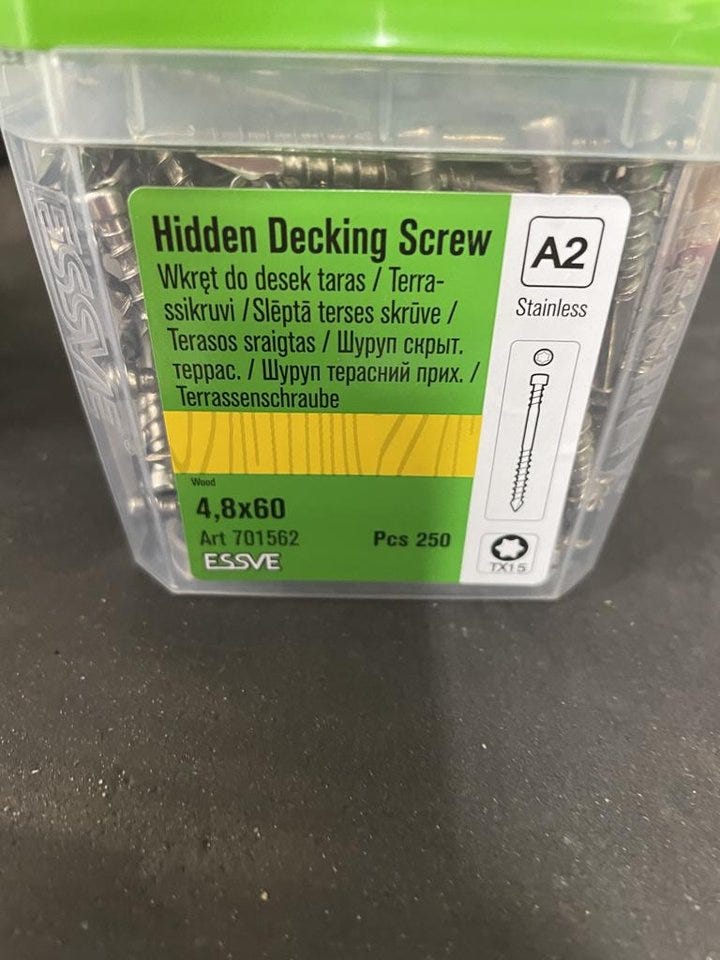 Hidden Decking Screw
Wkręt do desek taras / Terra-
ssikruvi / Slēptā terses skrūve /
Terasos sraigtas / Шуруп скрыт.
террас. / Шуруп терасний прих. /
Terrassenschraube
Wood
4,8x60
Art 701562 Pcs 250
ESSVE
A2
Stainless
TX15
ESSVE